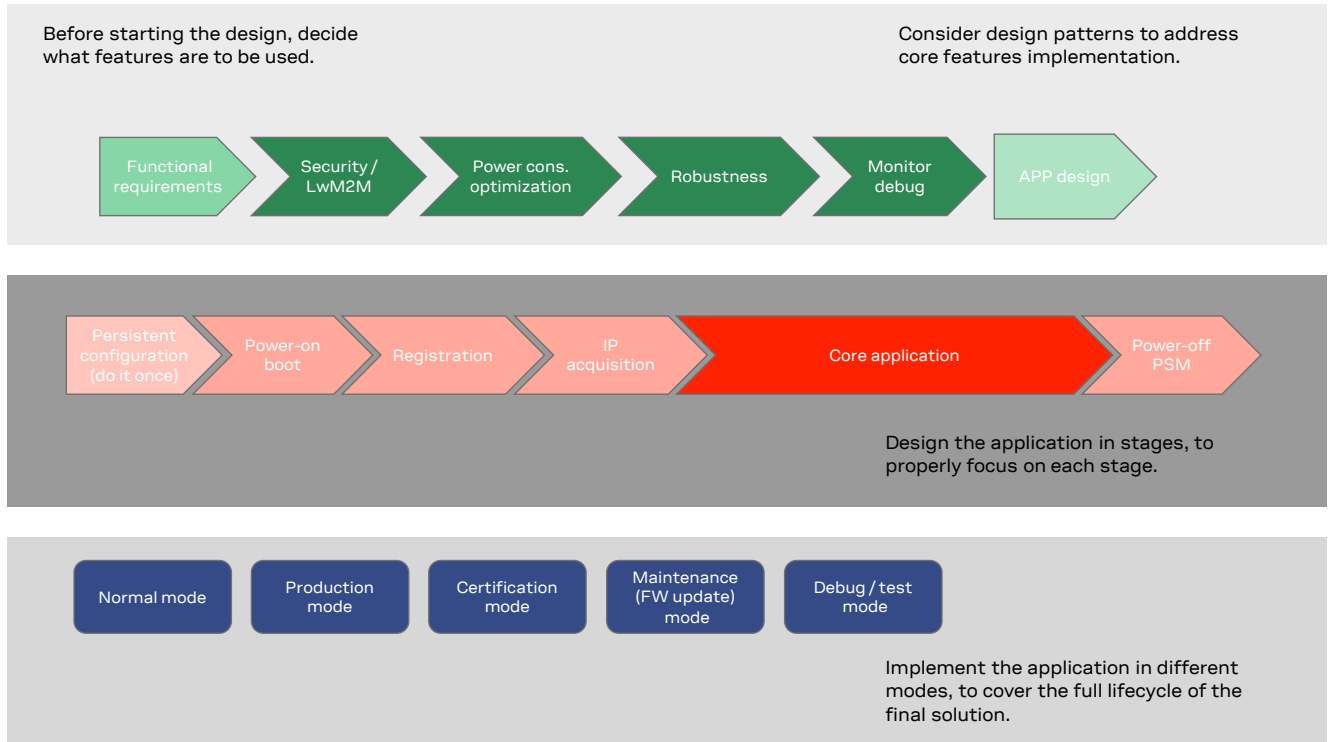 Before starting the design, decide
what features are to be used.
Consider design patterns to address
core features implementation.
Functional
requirements
Security /
LwM2M
Power cons.
optimization
Robustness
Monitor
debug
APP design
Persistent
configuration
(do it once)
Power-on
boot
Registration
IP
acquisition
Core application
Power-off
PSM
Design the application in stages, to
properly focus on each stage.
Normal mode
Production
mode
Certification
mode
Maintenance
(FW update)
mode
Debug / test
mode
Implement the application in different
modes, to cover the full lifecycle of the
final solution.